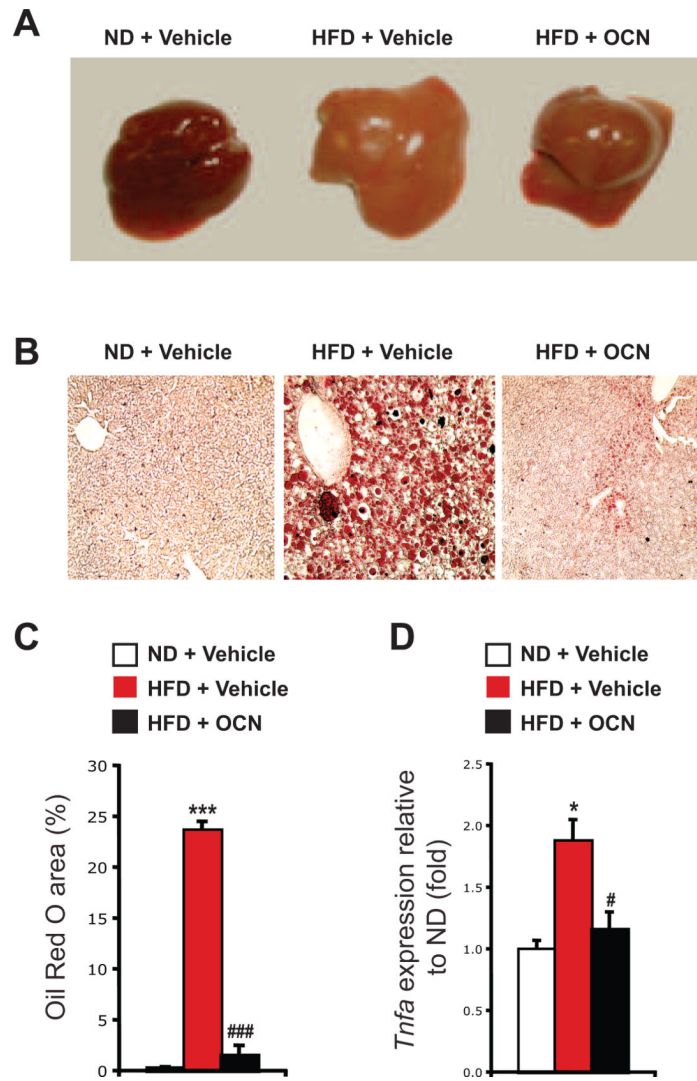 A
ND + Vehicle HFD + Vehicle HFD + OCN
B
ND + Vehicle HFD + Vehicle HFD + OCN
C
ND + Vehicle
HFD + Vehicle
HFD + OCN
Oil Red O area (%)
30
25
20
15
10
5
0
***
###
D
ND + Vehicle
HFD + Vehicle
HFD + OCN
Tnfa expression relative
to ND (fold)
2.5
2.0
1.5
1.0
0.5
0.0
*
#